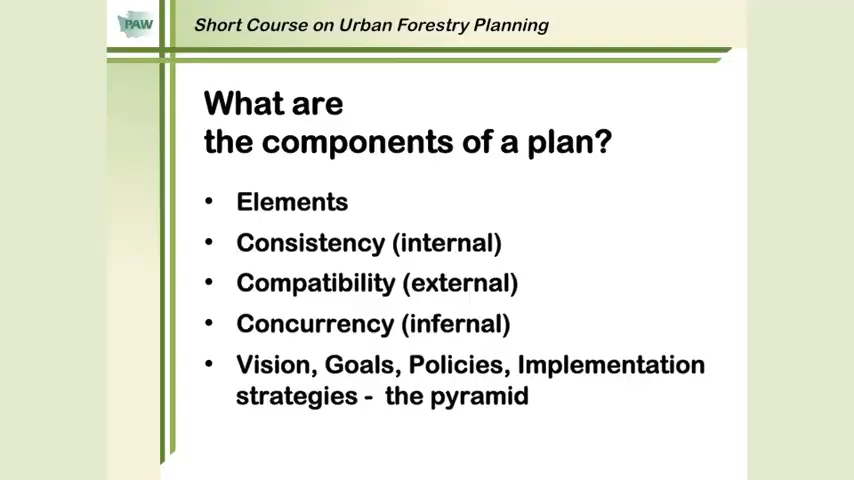 PAW
Short Course on Urban Forestry Planning
What are
the components of a plan?
• Elements
• Consistency (internal)
• Compatibility (external)
• Concurrency (infernal)
• Vision, Goals, Policies, Implementation
strategies - the pyramid